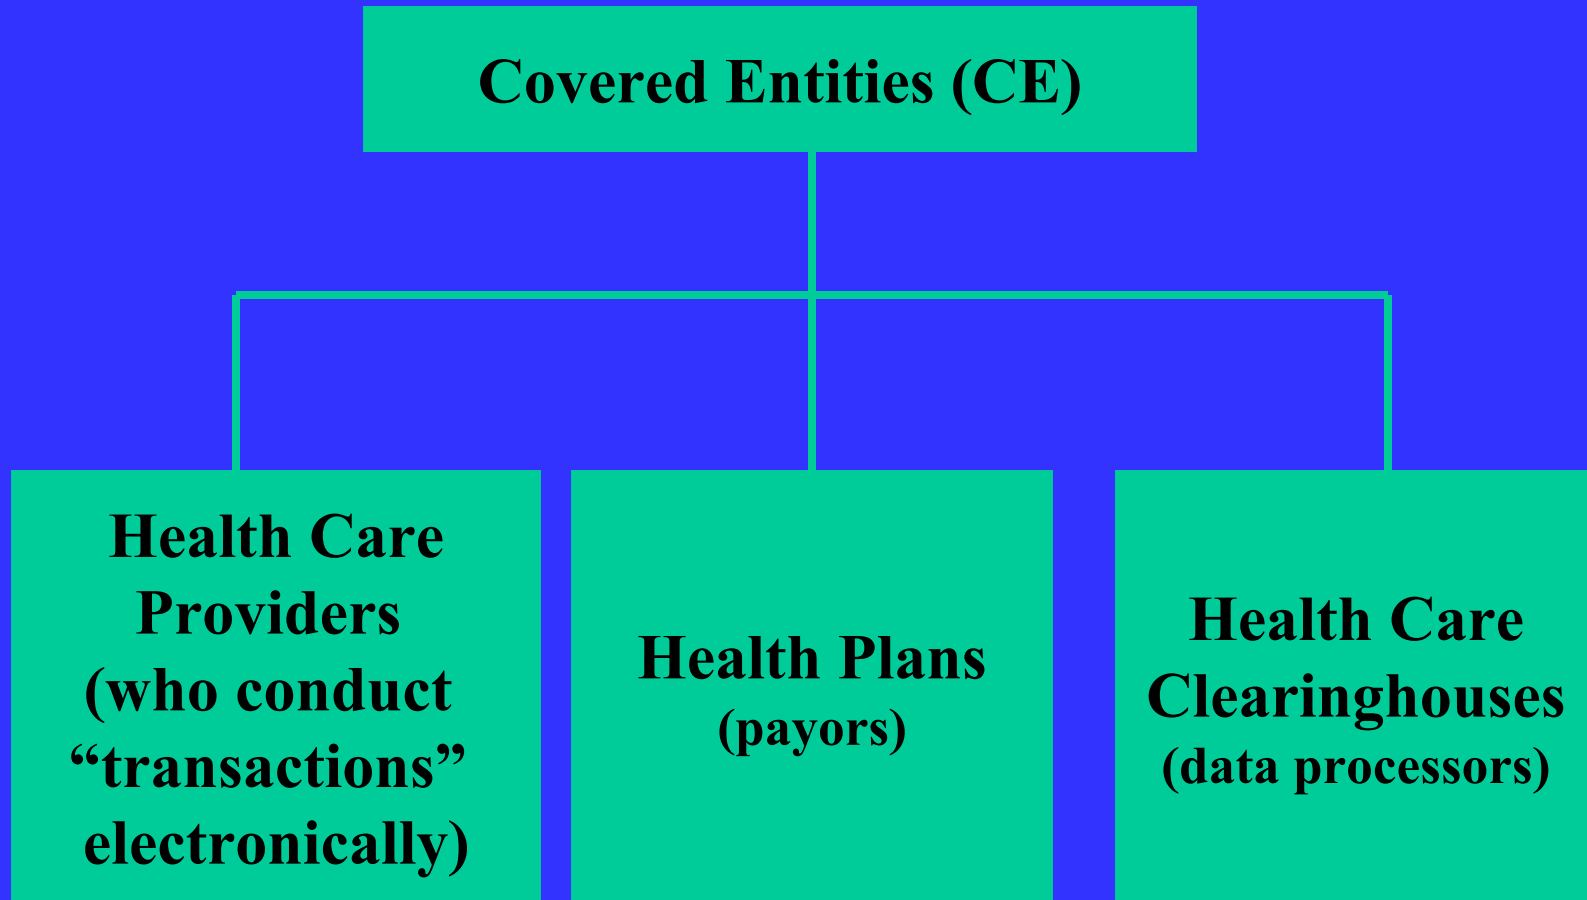 Covered Entities (CE)
Health Care
Providers
(who conduct
“transactions”
electronically)
Health Plans
(payors)
Health Care
Clearinghouses
(data processors)